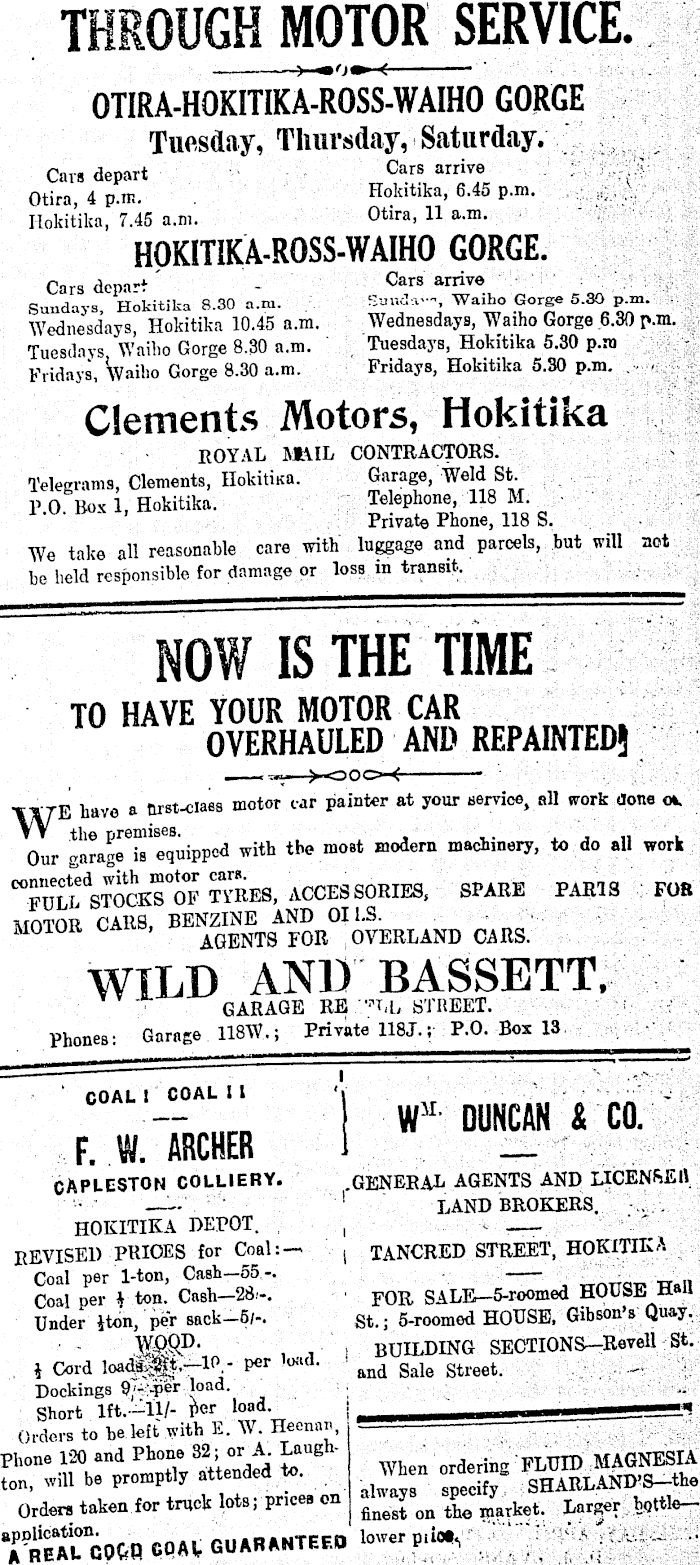 THROUGH MOTOR SERVICE.
OTIRA-HOKITIKA-ROSS-WAIHO GORGE
Tuesday, Thursday, Saturday.
Cars depart
Otira, 4 p.m.
Hokitika, 7.45 a.m.
Cars arrive
Hokitika, 6.45 p.m.
Otira, 11 a.m.
HOKITIKA-ROSS-WAIHO GORGE.
Cars depart
Sundays, Hokitika 8.30 a.m.
Wednesdays, Hokitika 10.45 a.m.
Tuesdays, Waiho Gorge 8.30 a.m.
Fridays, Waiho Gorge 8.30 a.m.
Cars arrive
Sundays, Waiho Gorge 5.30 p.m.
Wednesdays, Waiho Gorge 6.30 p.m.
Tuesdays, Hokitika 5.30 p.m
Fridays, Hokitika 5.30 p.m.
Clements Motors, Hokitika
ROYAL MAIL CONTRACTORS.
Telegrams, Clements, Hokitika.
P.O. Box 1, Hokitika.
Garage, Weld St.
Telephone, 118 M.
Private Phone, 118 S.
We take all reasonable care with luggage and parcels, but will not
be held responsible for damage or loss in transit.
NOW IS THE TIME
TO HAVE YOUR MOTOR CAR
OVERHAULED AND REPAINTED
WE have a first-class motor car painter at your service, all work done on
the premises.
Our garage is equipped with the most modern machinery, to do all work
connected with motor cars.
FULL STOCKS OF TYRES, ACCESSORIES, SPARE PARTS FOR
MOTOR CARS, BENZINE AND OILS.
AGENTS FOR OVERLAND CARS.
WILD AND BASSETT,
GARAGE STREET.
Phones: Garage 118W.; Private 118J.; P.O. Box 13
COAL! COAL!!
F. W. ARCHER
CAPLESTON COLLIERY.
HOKITIKA DEPOT.
REVISED PRICES for Coal:—
Coal per 1-ton, Cash—55 -.
Coal per ½ ton. Cash—28/-.
Under ½ton, per sack—5/-.
WOOD.
½ Cord loads 2ft.—10 - per load.
Dockings 9/- per load.
Short 1ft.—11/- per load.
Orders to be left with E. W. Heenan,
Phone 120 and Phone 32; or A. Laugh-
ton, will be promptly attended to.
Orders taken for truck lots; prices on
application.
A REAL GOOD COAL GUARANTEED
WM. DUNCAN & CO.
GENERAL AGENTS AND LICENSED
LAND BROKERS.
TANCRED STREET, HOKITIKA
FOR SALE—5-roomed HOUSE Hall
St.; 5-roomed HOUSE, Gibson's Quay.
BUILDING SECTIONS—Revell St.
and Sale Street.
When ordering FLUID MAGNESIA
always specify SHARLAND'S—the
finest on the market. Larger bottle—
lower price.